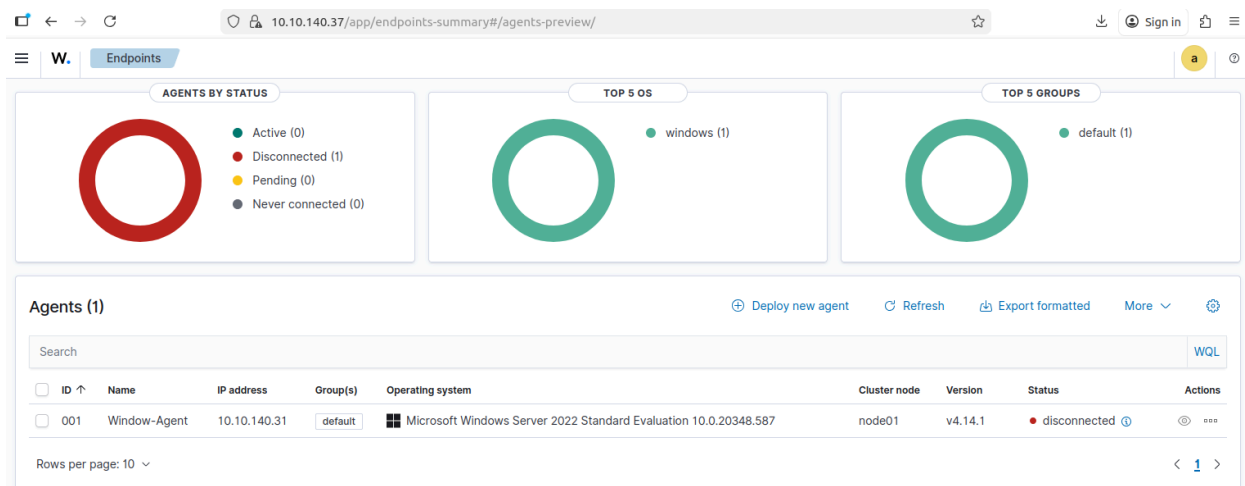 10.10.140.37/app/endpoints-summary#/agents-preview/ Sign in
W. Endpoints a
AGENTS BY STATUS
Active (0)
Disconnected (1)
Pending (0)
Never connected (0)
TOP 5 OS
windows (1)
TOP 5 GROUPS
default (1)
Agents (1) Deploy new agent Refresh Export formatted More
Search WQL
ID Name IP address Group(s) Operating system Cluster node Version Status Actions
001 Window-Agent 10.10.140.31 default Microsoft Windows Server 2022 Standard Evaluation 10.0.20348.587 node01 v4.14.1 disconnected
Rows per page: 10 1